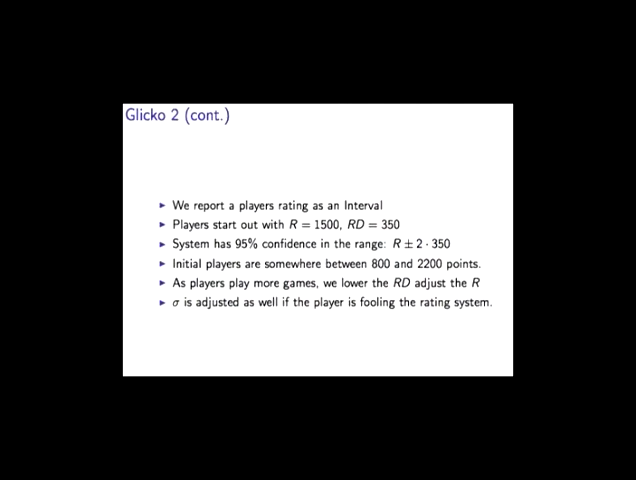 Glicko 2 (cont.)
▶ We report a players rating as an Interval
▶ Players start out with R = 1500, RD = 350
▶ System has 95% confidence in the range: R ± 2 · 350
▶ Initial players are somewhere between 800 and 2200 points.
▶ As players play more games, we lower the RD adjust the R
▶ σ is adjusted as well if the player is fooling the rating system.